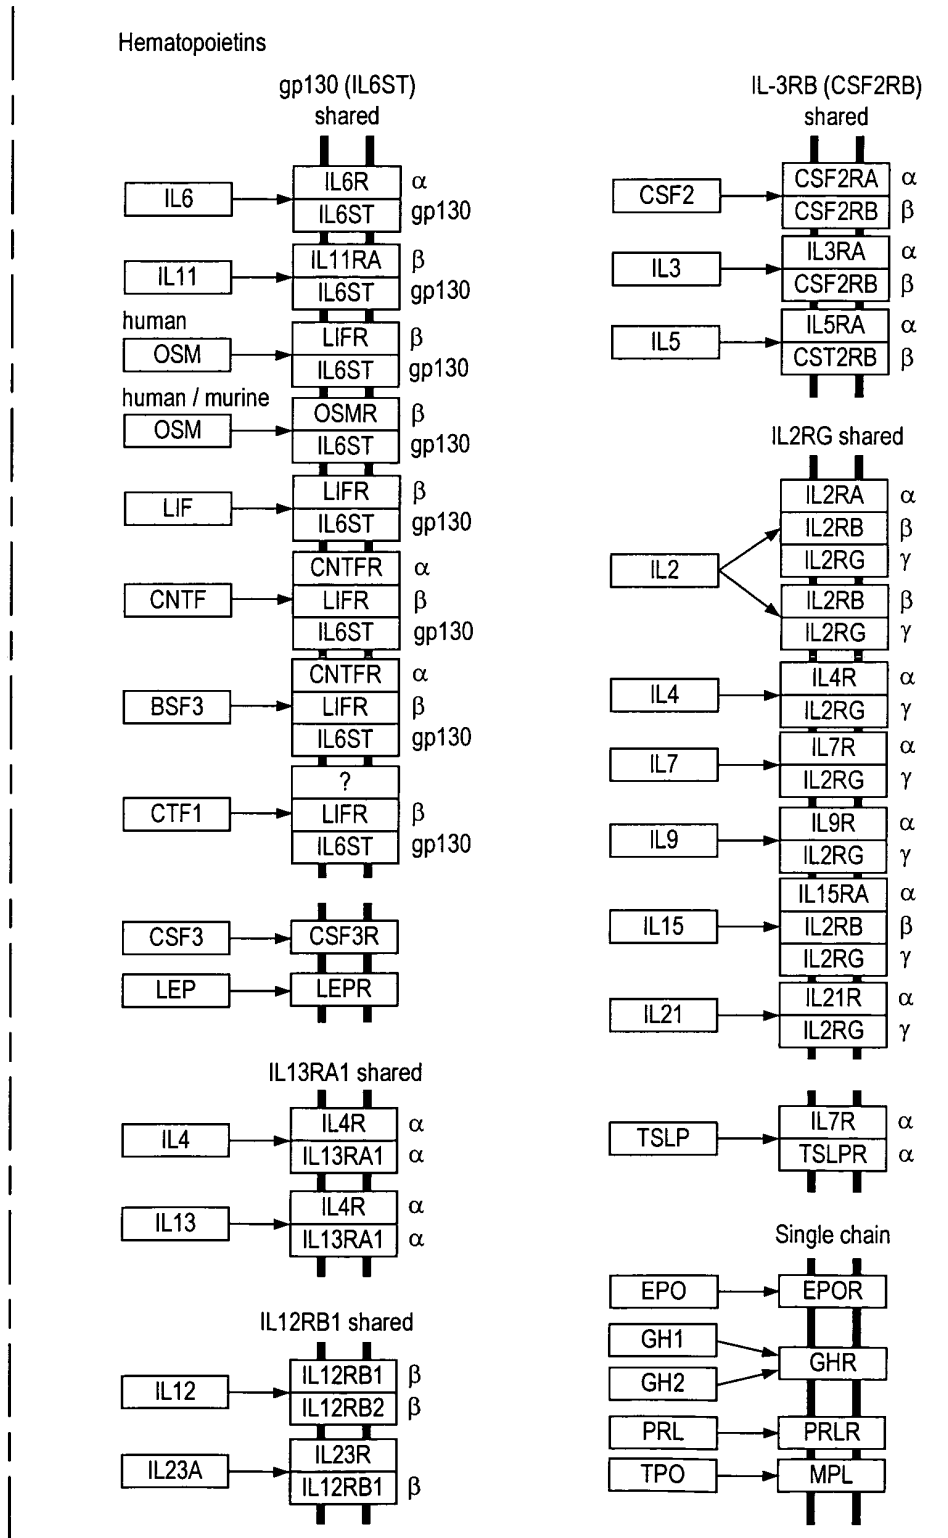 Hematopoietins
gp130 (IL6ST)
shared
IL6
IL6R α
IL6ST gp130
IL11
IL11RA β
IL6ST gp130
human
OSM
LIFR β
IL6ST gp130
human / murine
OSM
OSMR β
IL6ST gp130
LIF
LIFR β
IL6ST gp130
CNTF
CNTFR α
LIFR β
IL6ST gp130
BSF3
CNTFR α
LIFR β
IL6ST gp130
CTF1
?
LIFR β
IL6ST gp130
CSF3 CSF3R
LEP LEPR
IL13RA1 shared
IL4
IL4R α
IL13RA1 α
IL13
IL4R α
IL13RA1 α
IL12RB1 shared
IL12
IL12RB1 β
IL12RB2 β
IL23A
IL23R
IL12RB1 β
IL-3RB (CSF2RB)
shared
CSF2
CSF2RA α
CSF2RB β
IL3
IL3RA α
CSF2RB β
IL5
IL5RA α
CST2RB β
IL2RG shared
IL2
IL2RA α
IL2RB β
IL2RG γ
IL2RB β
IL2RG γ
IL4
IL4R α
IL2RG γ
IL7
IL7R α
IL2RG γ
IL9
IL9R α
IL2RG γ
IL15
IL15RA α
IL2RB β
IL2RG γ
IL21
IL21R α
IL2RG γ
TSLP
IL7R α
TSLPR α
Single chain
EPO EPOR
GH1
GHR
GH2
PRL PRLR
TPO MPL